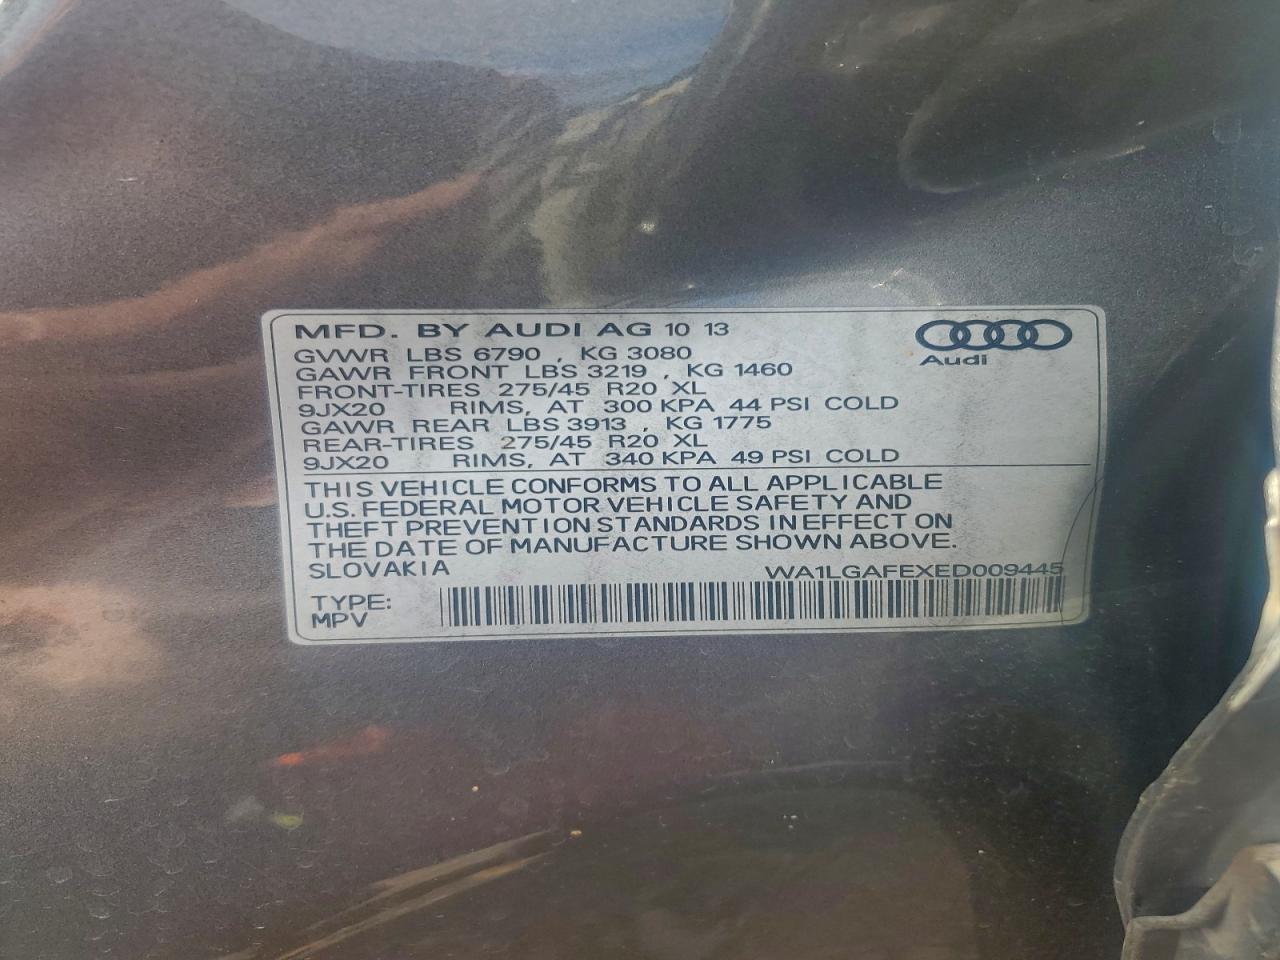 MFD. BY AUDI AG 10 13
Audi
GVWR LBS 6790 , KG 3080
GAWR FRONT LBS 3219 , KG 1460
FRONT-TIRES 275/45 R20 XL
9JX20 RIMS, AT 300 KPA 44 PSI COLD
GAWR REAR LBS 3913 , KG 1775
REAR-TIRES 275/45 R20 XL
9JX20 RIMS, AT 340 KPA 49 PSI COLD
THIS VEHICLE CONFORMS TO ALL APPLICABLE
U.S. FEDERAL MOTOR VEHICLE SAFETY AND
THEFT PREVENTION STANDARDS IN EFFECT ON
THE DATE OF MANUFACTURE SHOWN ABOVE.
SLOVAKIA WA1LGAFEXED009445
TYPE:
MPV